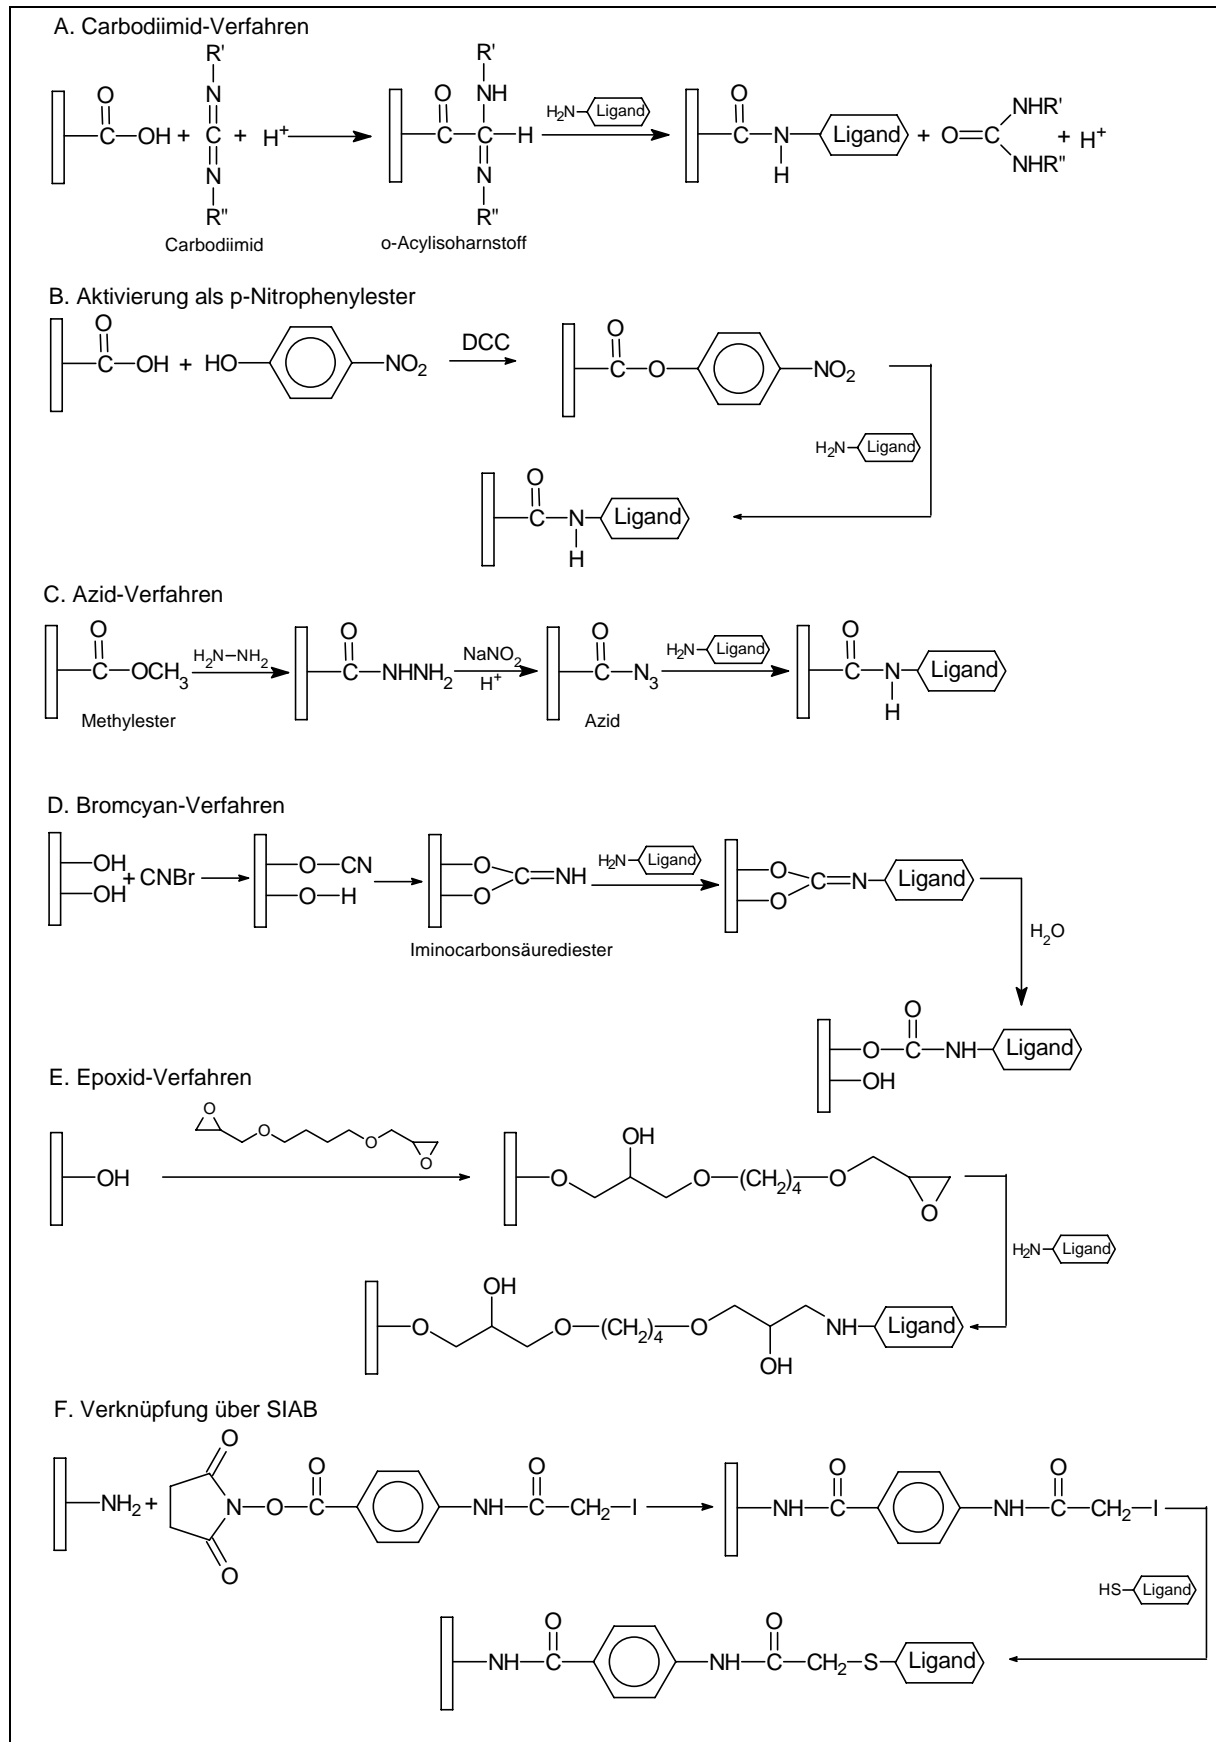 A. Carbodiimid-Verfahren
R' R'
O N O NH O NHR'
C OH + C + H+ C C H H2N Ligand C N Ligand + O C + H+
N N H NHR"
R" R"
Carbodiimid o-Acylisoharnstoff
B. Aktivierung als p-Nitrophenylester
O DCC O
C OH + HO NO2 C O NO2
H2N Ligand
O
C N Ligand
H
C. Azid-Verfahren
O H2N–NH2 O NaNO2 O H2N Ligand O
C OCH3 C NHNH2 H+ C N3 C N Ligand
H
Methylester Azid
D. Bromcyan-Verfahren
OH O CN O H2N Ligand O
+ CNBr C NH C N Ligand
OH O H O O
H2O
Iminocarbonsäurediester
O
O C NH Ligand
OH
E. Epoxid-Verfahren
O O O O OH
OH O O (CH2)4 O O
H2N Ligand
OH
O O (CH2)4 O NH Ligand
OH
F. Verknüpfung über SIAB
O O O O O
NH2 + N O C NH C CH2 I NH C NH C CH2 I
O
HS Ligand
O O
NH C NH C CH2 S Ligand